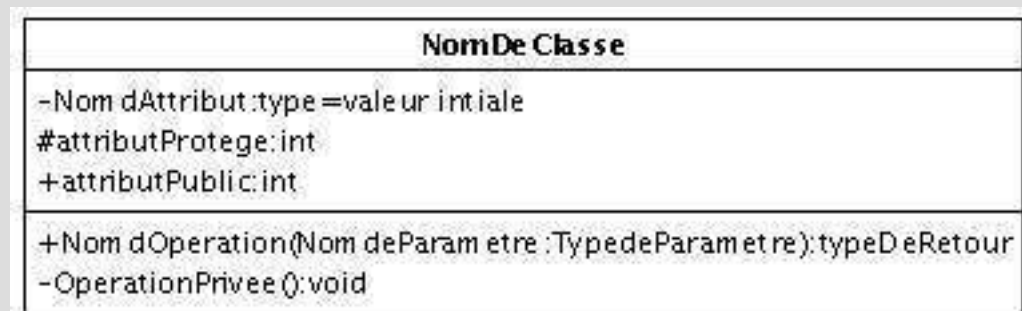 NomDeClasse
-NomdAttribut:type=valeur intiale
#attributProtege:int
+attributPublic:int
+NomdOperation(NomdeParametre:TypedeParametre):typeDeRetour
-OperationPrivee():void